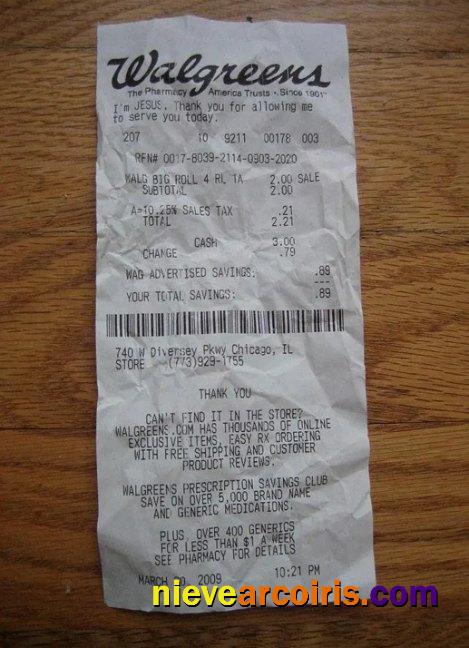 Walgreens
The Pharmacy America Trusts • Since 1901
I'm JESUS. Thank you for allowing me
to serve you today.
207 10 9211 00178 003
RFN# 0017-8039-2114-0903-2020
WALG BIG ROLL 4 RL 1A 2.00 SALE
SUBTOTAL 2.00
A=10.25% SALES TAX .21
TOTAL 2.21
CASH 3.00
CHANGE .79
WAG ADVERTISED SAVINGS: .89
---
YOUR TOTAL SAVINGS: .89
740 W Diversey Pkwy Chicago, IL
STORE (773)929-1755
THANK YOU
CAN'T FIND IT IN THE STORE?
WALGREENS.COM HAS THOUSANDS OF ONLINE
EXCLUSIVE ITEMS, EASY RX ORDERING
WITH FREE SHIPPING AND CUSTOMER
PRODUCT REVIEWS.
WALGREENS PRESCRIPTION SAVINGS CLUB
SAVE ON OVER 5,000 BRAND NAME
AND GENERIC MEDICATIONS.
PLUS, OVER 400 GENERICS
FOR LESS THAN $1 A WEEK
SEE PHARMACY FOR DETAILS
MARCH 2009 10:21 PM
nievearcoiris.com